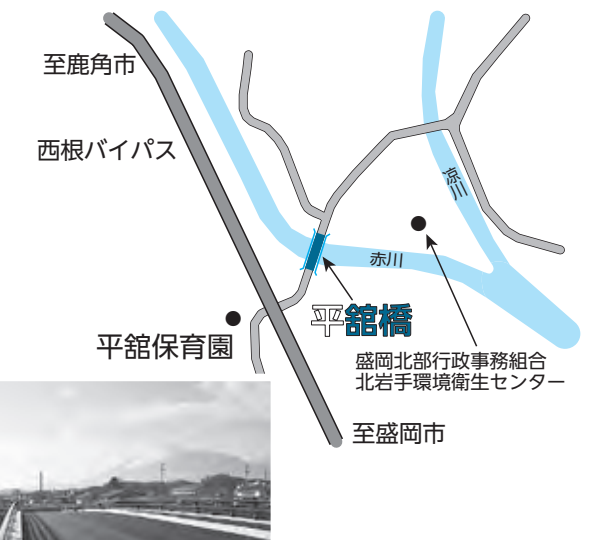 至鹿角市
西根バイパス
涼川
赤川
平舘橋
平舘保育園
盛岡北部行政事務組合
北岩手環境衛生センター
至盛岡市